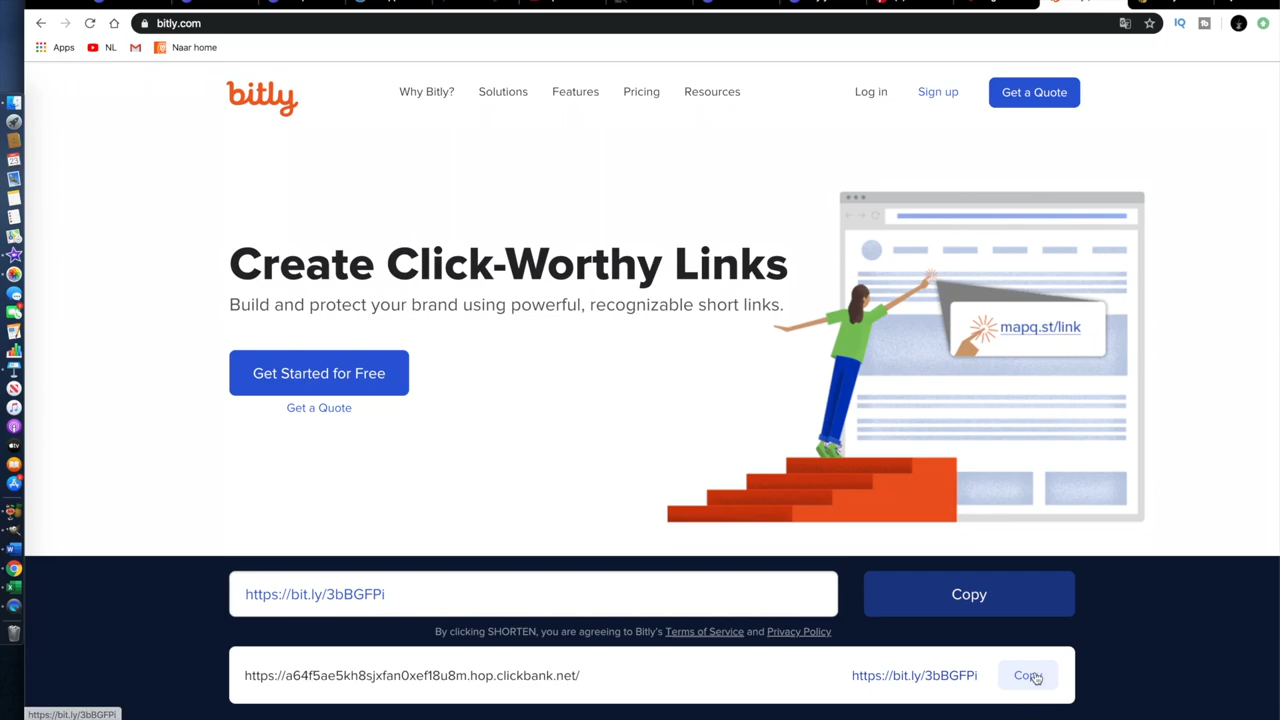 bitly.com
Apps
NL
Naar home
bitly
Why Bitly?
Solutions
Features
Pricing
Resources
Log in
Sign up
Get a Quote
Create Click-Worthy Links
Build and protect your brand using powerful, recognizable short links.
mapq.st/link
Get Started for Free
Get a Quote
https://bit.ly/3bBGFPi
Copy
By clicking SHORTEN, you are agreeing to Bitly's Terms of Service and Privacy Policy
https://a64f5ae5kh8sjxfan0xef18u8m.hop.clickbank.net/
https://bit.ly/3bBGFPi
Copy
https://bit.ly/3bBGFPi